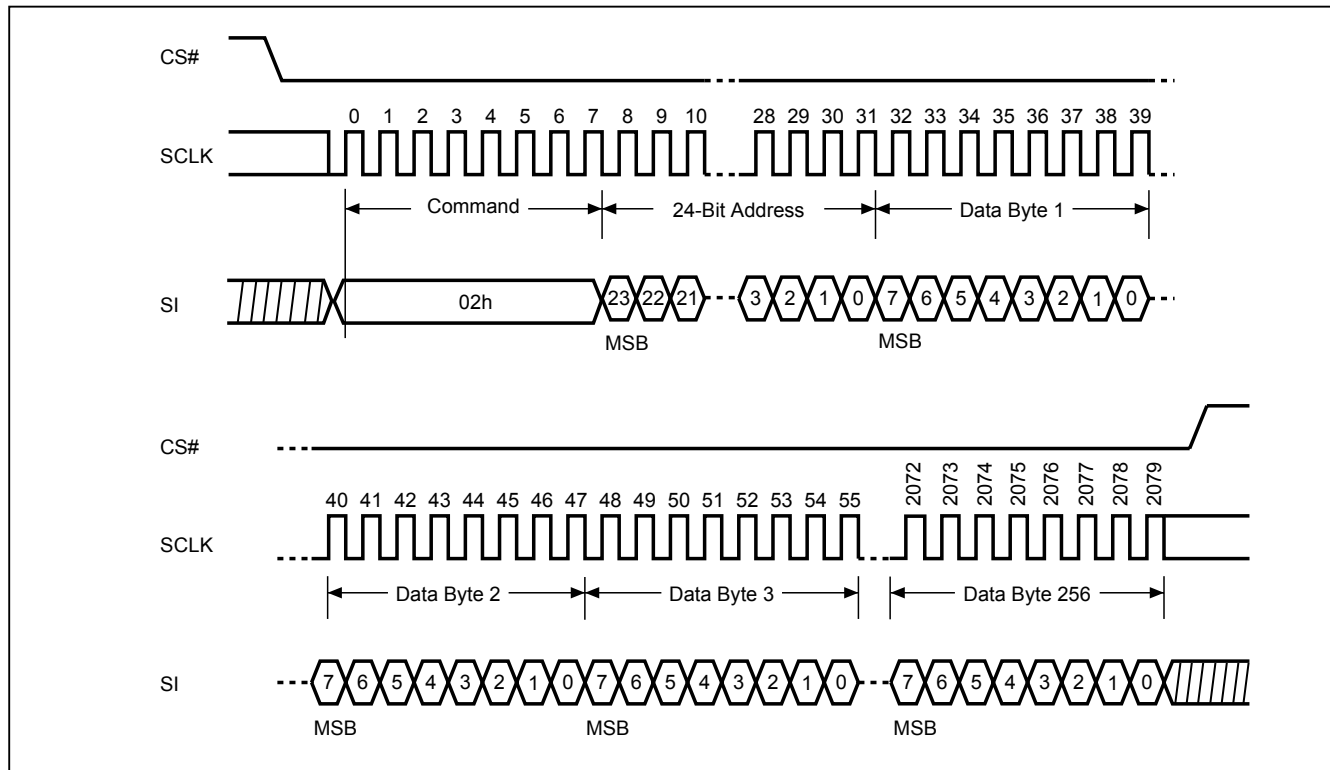 CS#
0 1 2 3 4 5 6 7 8 9 10 28 29 30 31 32 33 34 35 36 37 38 39
SCLK
Command 24-Bit Address Data Byte 1
SI 02h 23 22 21 3 2 1 0 7 6 5 4 3 2 1 0
MSB MSB
CS#
40 41 42 43 44 45 46 47 48 49 50 51 52 53 54 55 2072 2073 2074 2075 2076 2077 2078 2079
SCLK
Data Byte 2 Data Byte 3 Data Byte 256
SI 7 6 5 4 3 2 1 0 7 6 5 4 3 2 1 0 7 6 5 4 3 2 1 0
MSB MSB MSB